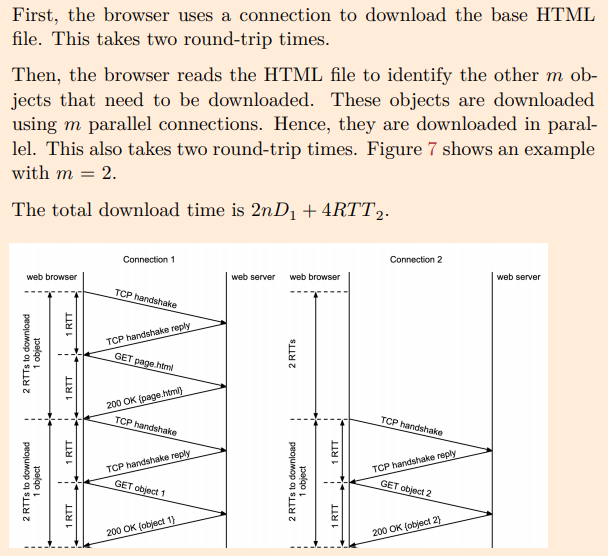 First, the browser uses a connection to download the base HTML
file. This takes two round-trip times.
Then, the browser reads the HTML file to identify the other m ob-
jects that need to be downloaded. These objects are downloaded
using m parallel connections. Hence, they are downloaded in paral-
lel. This also takes two round-trip times. Figure 7 shows an example
with m = 2.
The total download time is 2nD₁ + 4RTT₂.
Connection 1
web browser
web server
2 RTTs to download
1 object
1 RTT
1 RTT
TCP handshake
TCP handshake reply
GET page.html
200 OK {page.html}
2 RTTs to download
1 object
1 RTT
1 RTT
TCP handshake
TCP handshake reply
GET object 1
200 OK {object 1}
Connection 2
web browser
web server
2 RTTs
2 RTTs to download
1 object
1 RTT
1 RTT
TCP handshake
TCP handshake reply
GET object 2
200 OK {object 2}